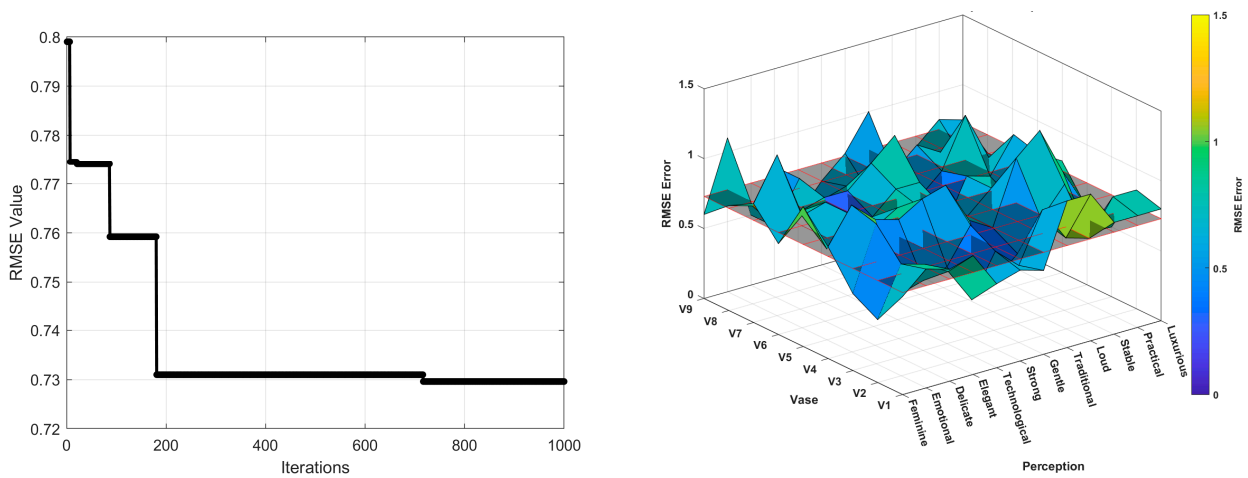 0.8
0.79
0.78
0.77
0.76
0.75
0.74
0.73
0.72
RMSE Value
0
200
400
600
800
1000
Iterations
1.5
1
0.5
0
RMSE Error
V9
V8
V7
V6
V5
V4
V3
V2
V1
Vase
Feminine
Emotional
Delicate
Elegant
Technological
Strong
Gentle
Traditional
Loud
Stable
Practical
Luxurious
Perception
1.5
1
0.5
0
RMSE Error